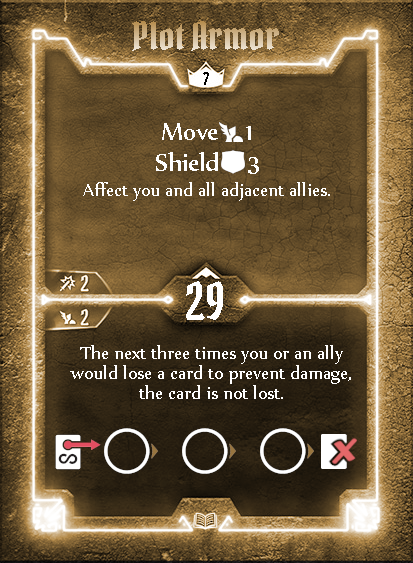 Plot Armor
7
Move 1
Shield 3
Affect you and all adjacent allies.
2
29
2
The next three times you or an ally
would lose a card to prevent damage,
the card is not lost.